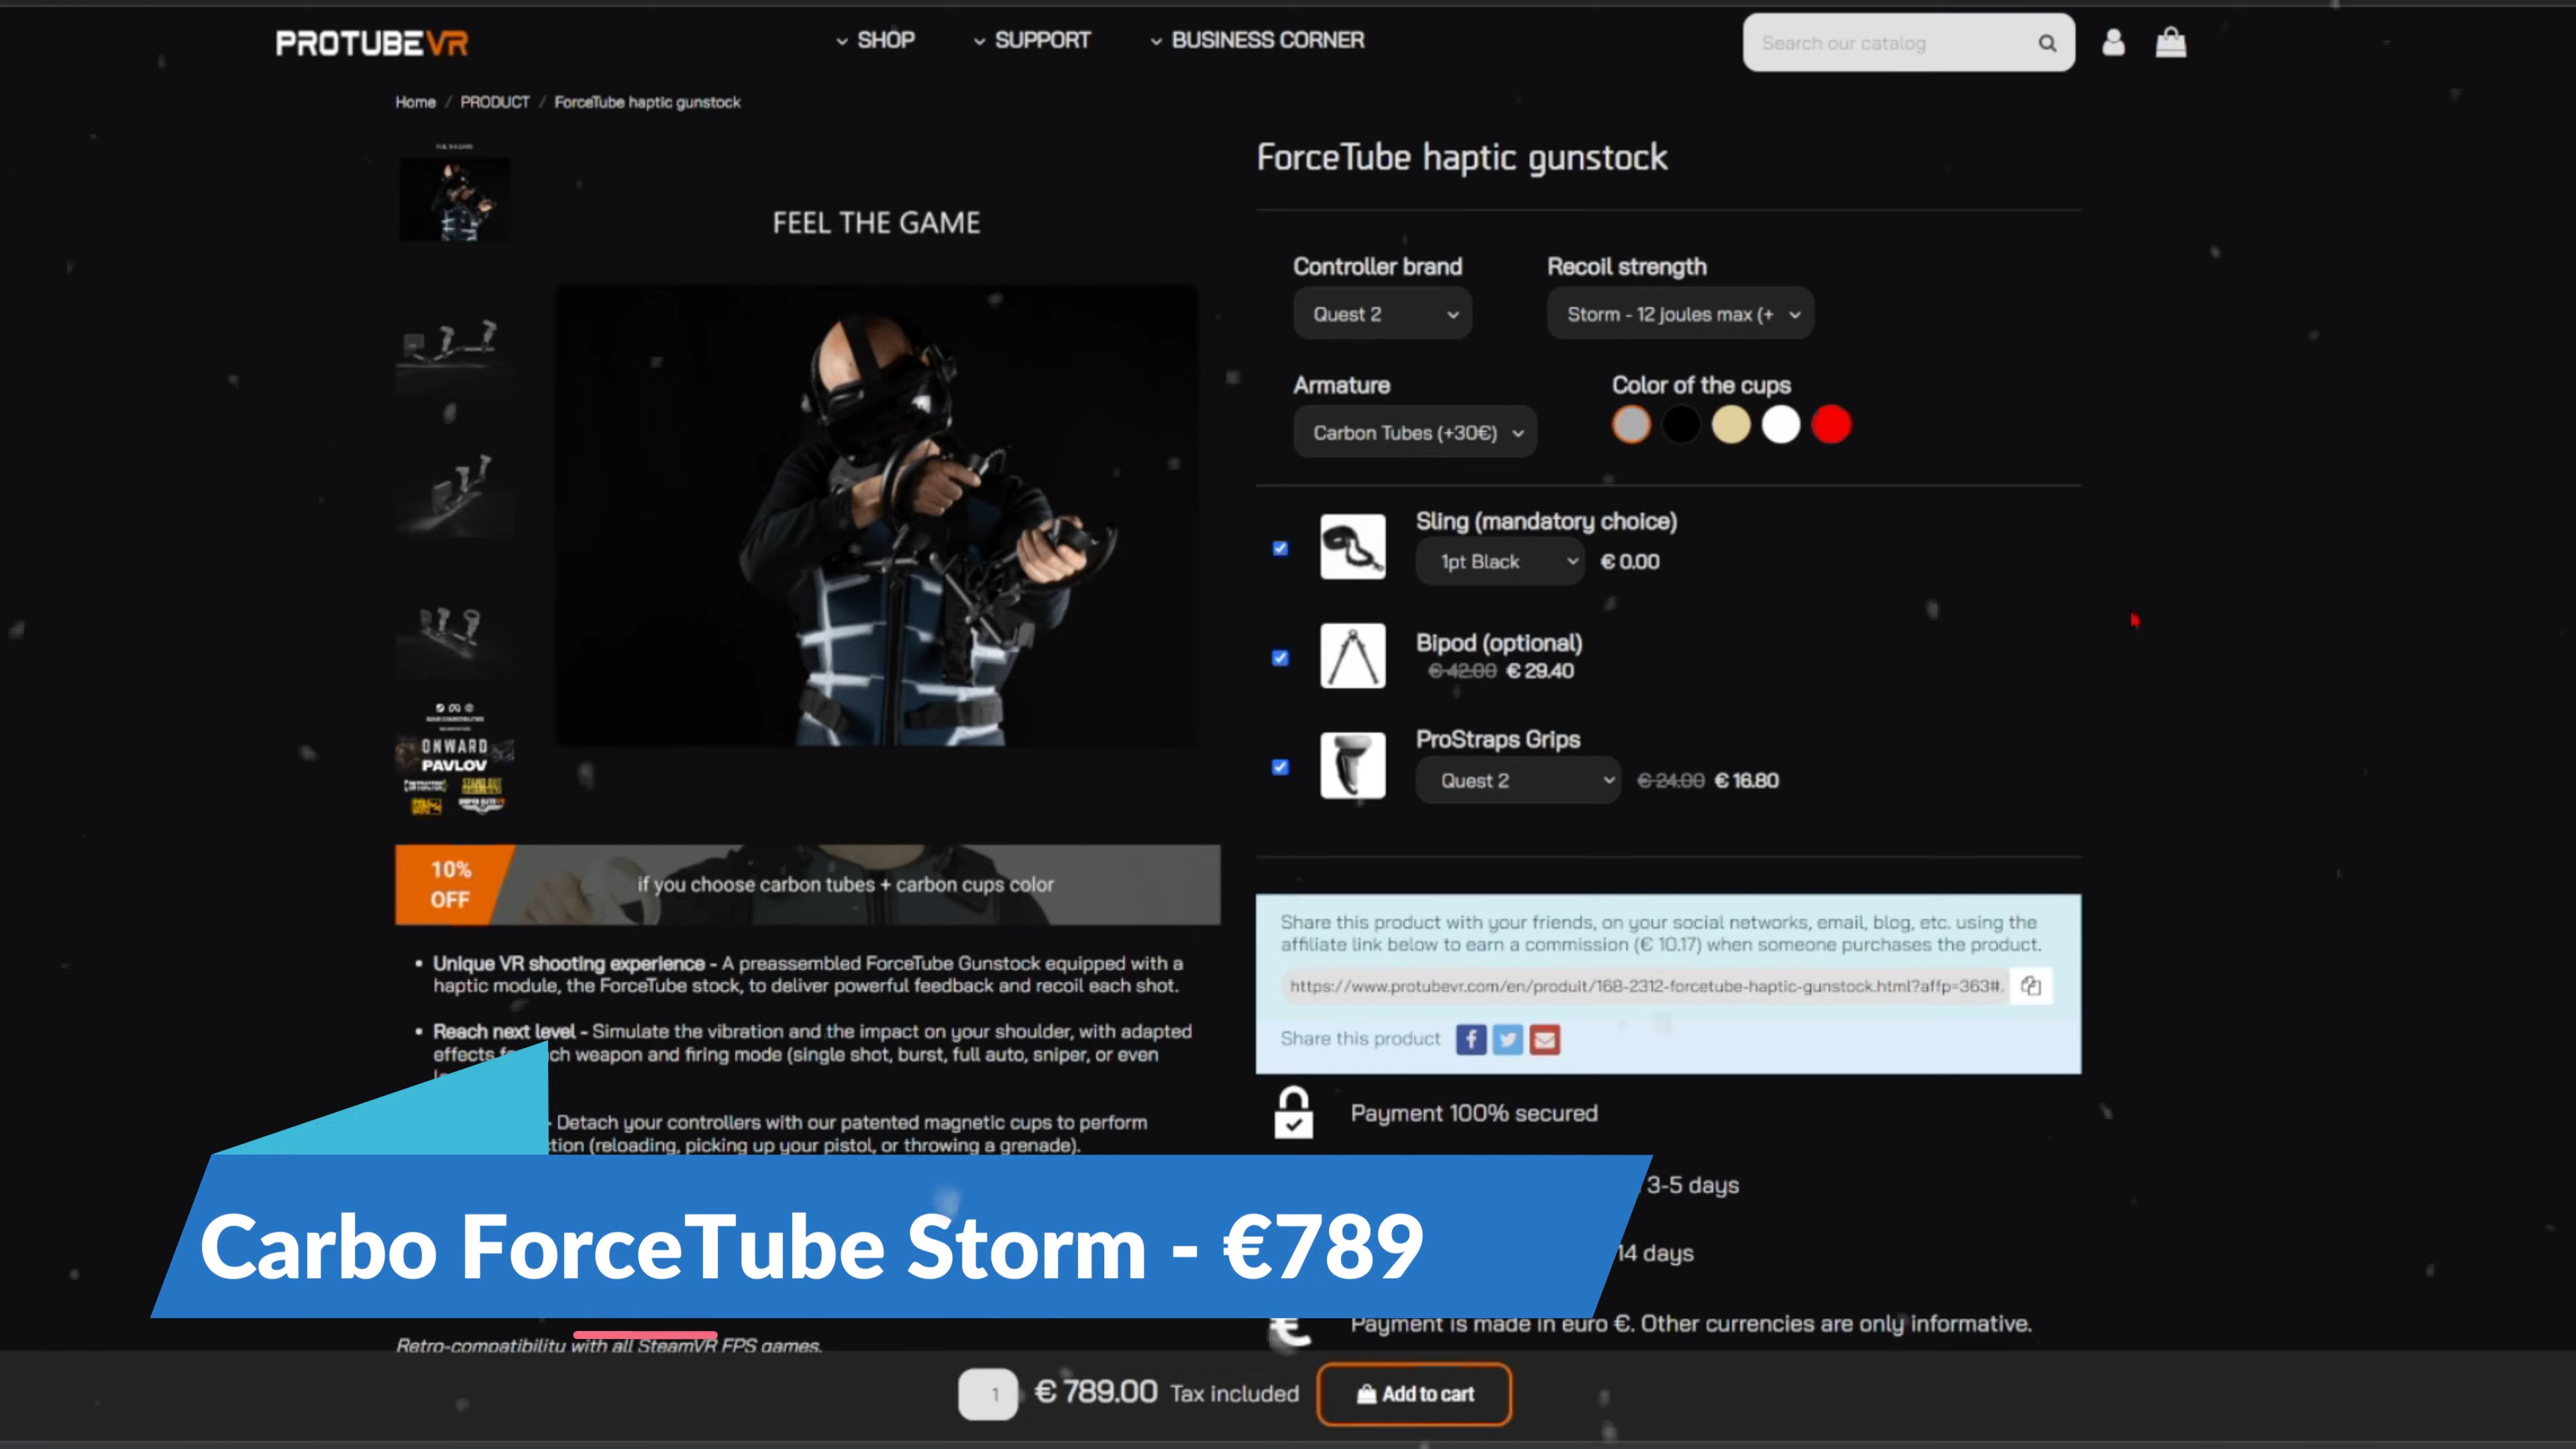 PROTUBEVR
SHOP
SUPPORT
BUSINESS CORNER
Search our catalog
Home / PRODUCT / ForceTube haptic gunstock
FEEL THE GAME
ForceTube haptic gunstock
Controller brand
Recoil strength
Quest 2
Storm - 12 joules max (+
Armature
Color of the cups
Carbon Tubes (+30€)
Sling (mandatory choice)
1pt Black
€ 0.00
Bipod (optional)
€ 42.00 € 29.40
ProStraps Grips
Quest 2
€ 24.00 € 16.80
ONWARD
PAVLOV
10%
OFF
if you choose carbon tubes + carbon cups color
• Unique VR shooting experience - A preassembled ForceTube Gunstock equipped with a
haptic module, the ForceTube stock, to deliver powerful feedback and recoil each shot.
• Reach next level - Simulate the vibration and the impact on your shoulder, with adapted
effects weapon and firing mode (single shot, burst, full auto, sniper, or even
- Detach your controllers with our patented magnetic cups to perform
(reloading, picking up your pistol, or throwing a grenade).
Share this product with your friends, on your social networks, email, blog, etc. using the
affiliate link below to earn a commission (€ 10.17) when someone purchases the product.
https://www.protubevr.com/en/produit/168-2312-forcetube-haptic-gunstock.html?affp=363#.
Share this product
Payment 100% secured
3-5 days
14 days
Payment is made in euro €. Other currencies are only informative.
Carbo ForceTube Storm - €789
Retro-compatibility with all SteamVR FPS games.
1
€ 789.00 Tax included
Add to cart